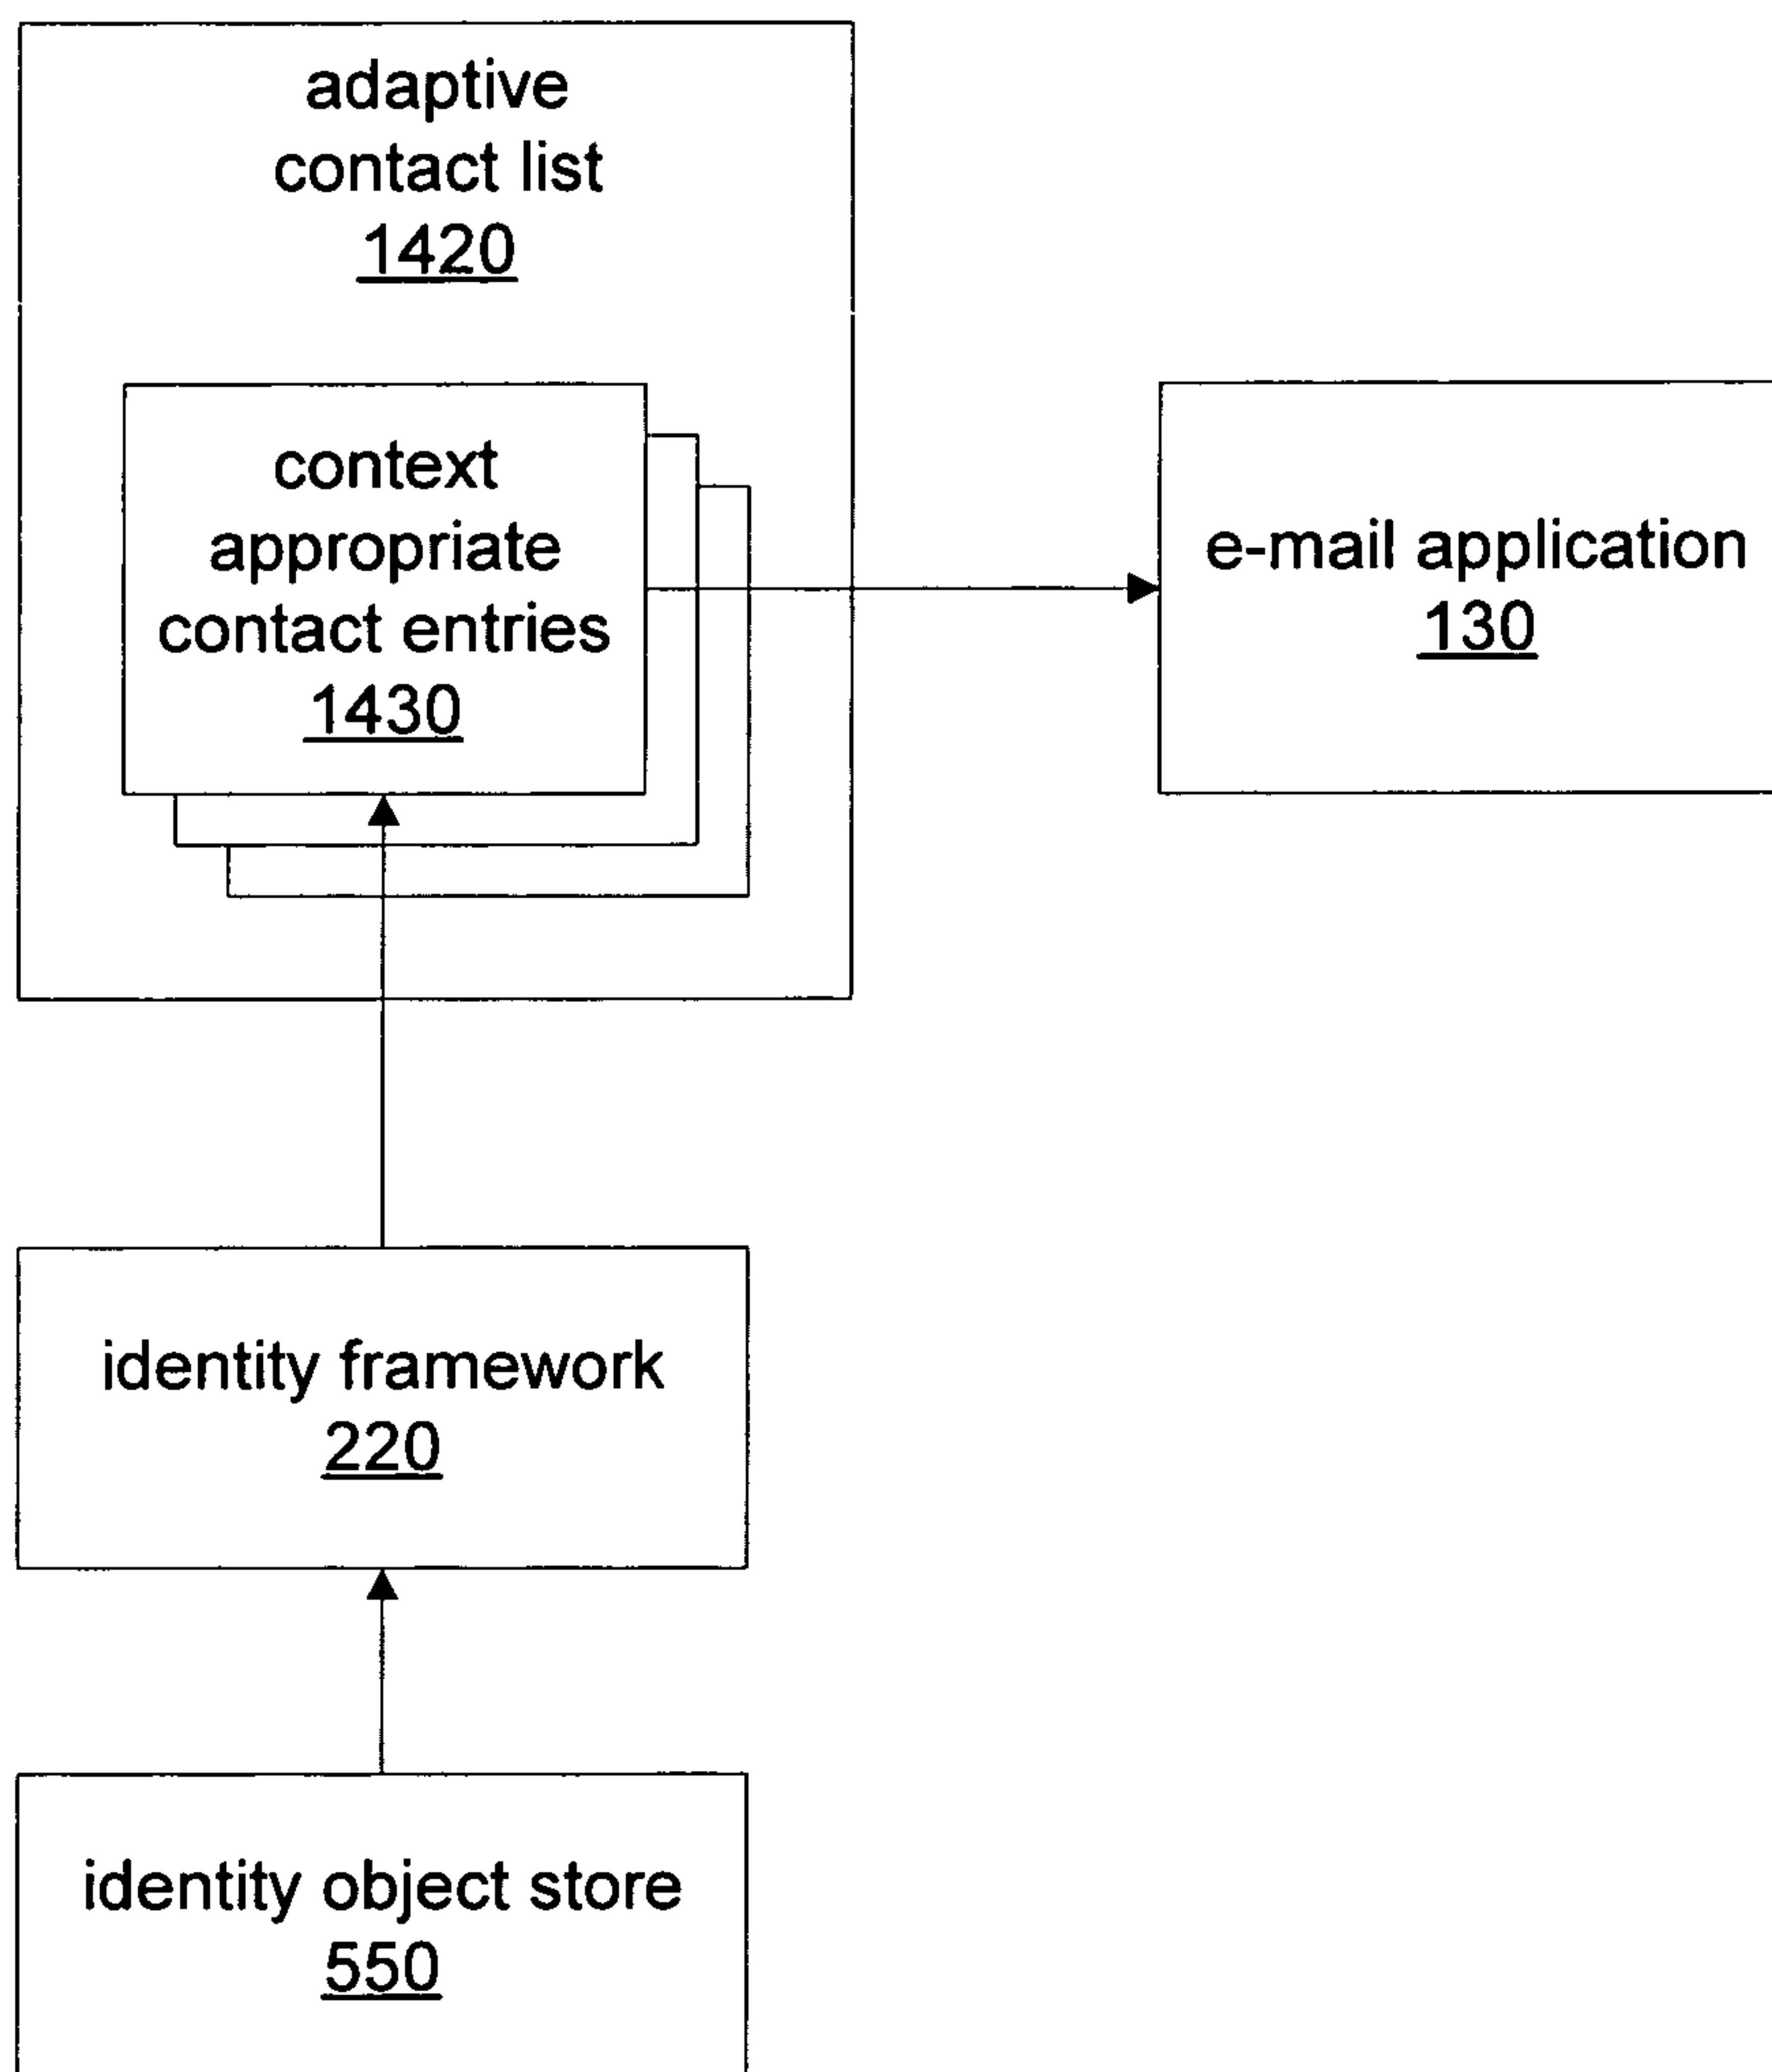 adaptive
contact list
1420
context
appropriate
contact entries
1430
e-mail application
130
identity framework
220
identity object store
550